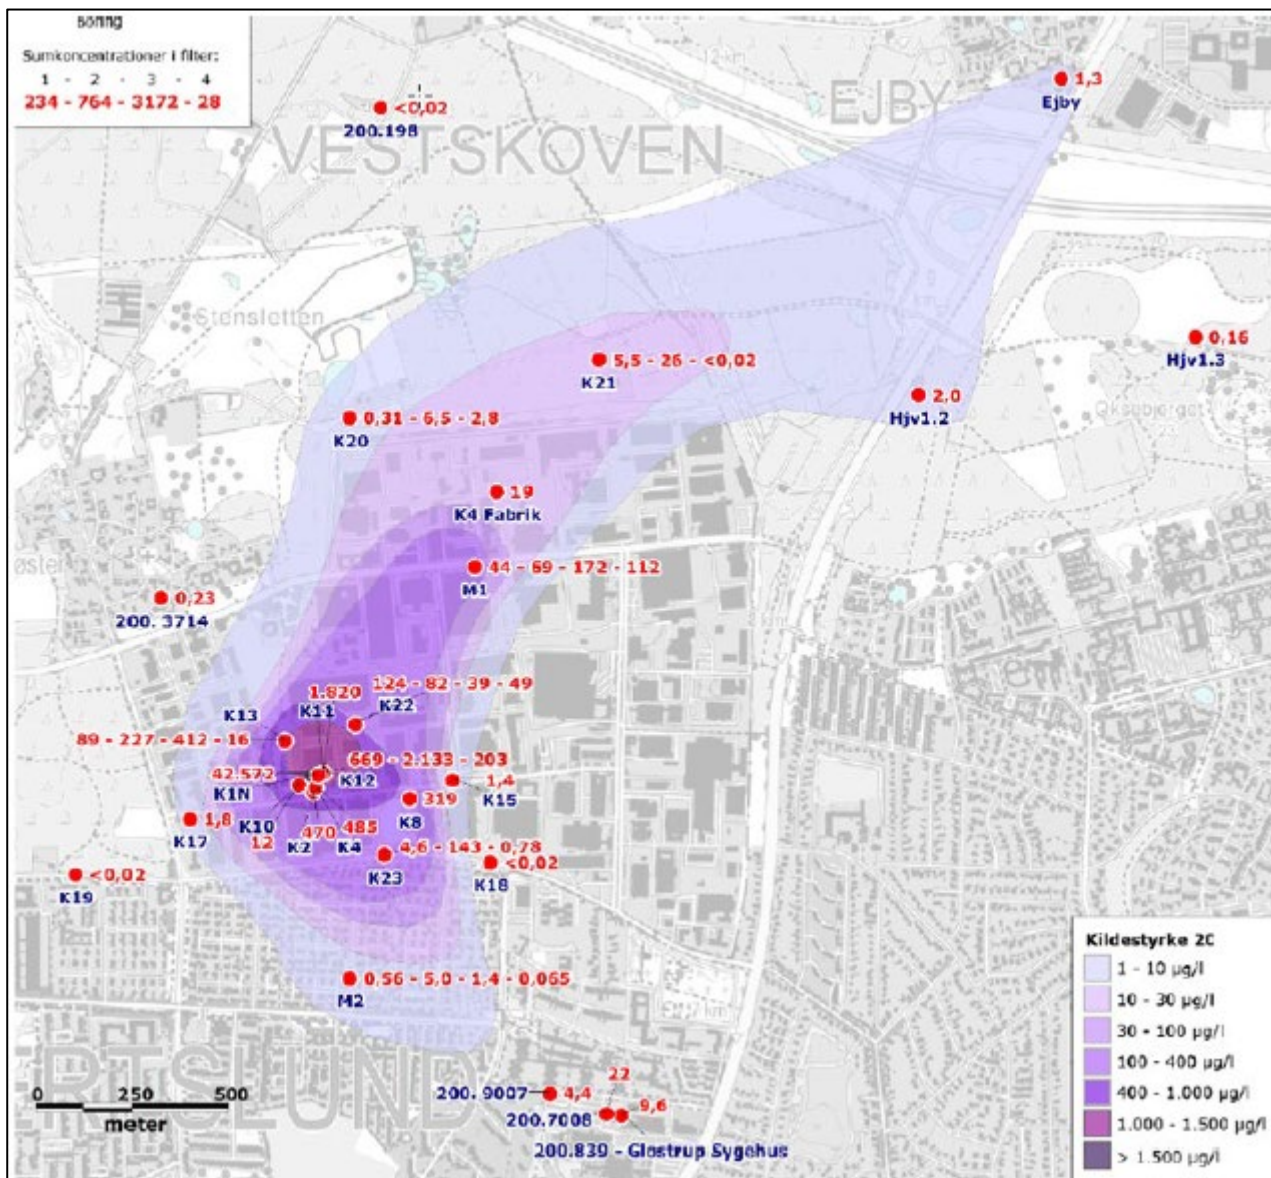 Boring
Sumkoncentrationer i filter:
1 - 2 - 3 - 4
234 - 764 - 3172 - 28
<0,02
200.198
VESTSKOVEN
EJBY
1,3
Ejby
Stensletten
5,5 - 26 - <0,02
K21
0,16
Hjv1.3
2,0
Hjv1.2
0,31 - 6,5 - 2,8
K20
19
K4 Fabrik
44 - 69 - 172 - 112
M1
0,23
200. 3714
124 - 82 - 39 - 49
1.820
K11
K22
K13
89 - 227 - 412 - 16
669 - 2.133 - 203
42.572
K12
1,4
K1N
K15
319
K8
1,8
K17
K10
12
K2
470
485
K4
4,6 - 143 - 0,78
K23
<0,02
K18
<0,02
K19
0,56 - 5,0 - 1,4 - 0,065
M2
ERTSLUND
22
200. 9007
4,4
200.7008
9,6
200.839 - Glostrup Sygehus
0 250 500
meter
Kildestyrke 2C
1 - 10 µg/l
10 - 30 µg/l
30 - 100 µg/l
100 - 400 µg/l
400 - 1.000 µg/l
1.000 - 1.500 µg/l
> 1.500 µg/l